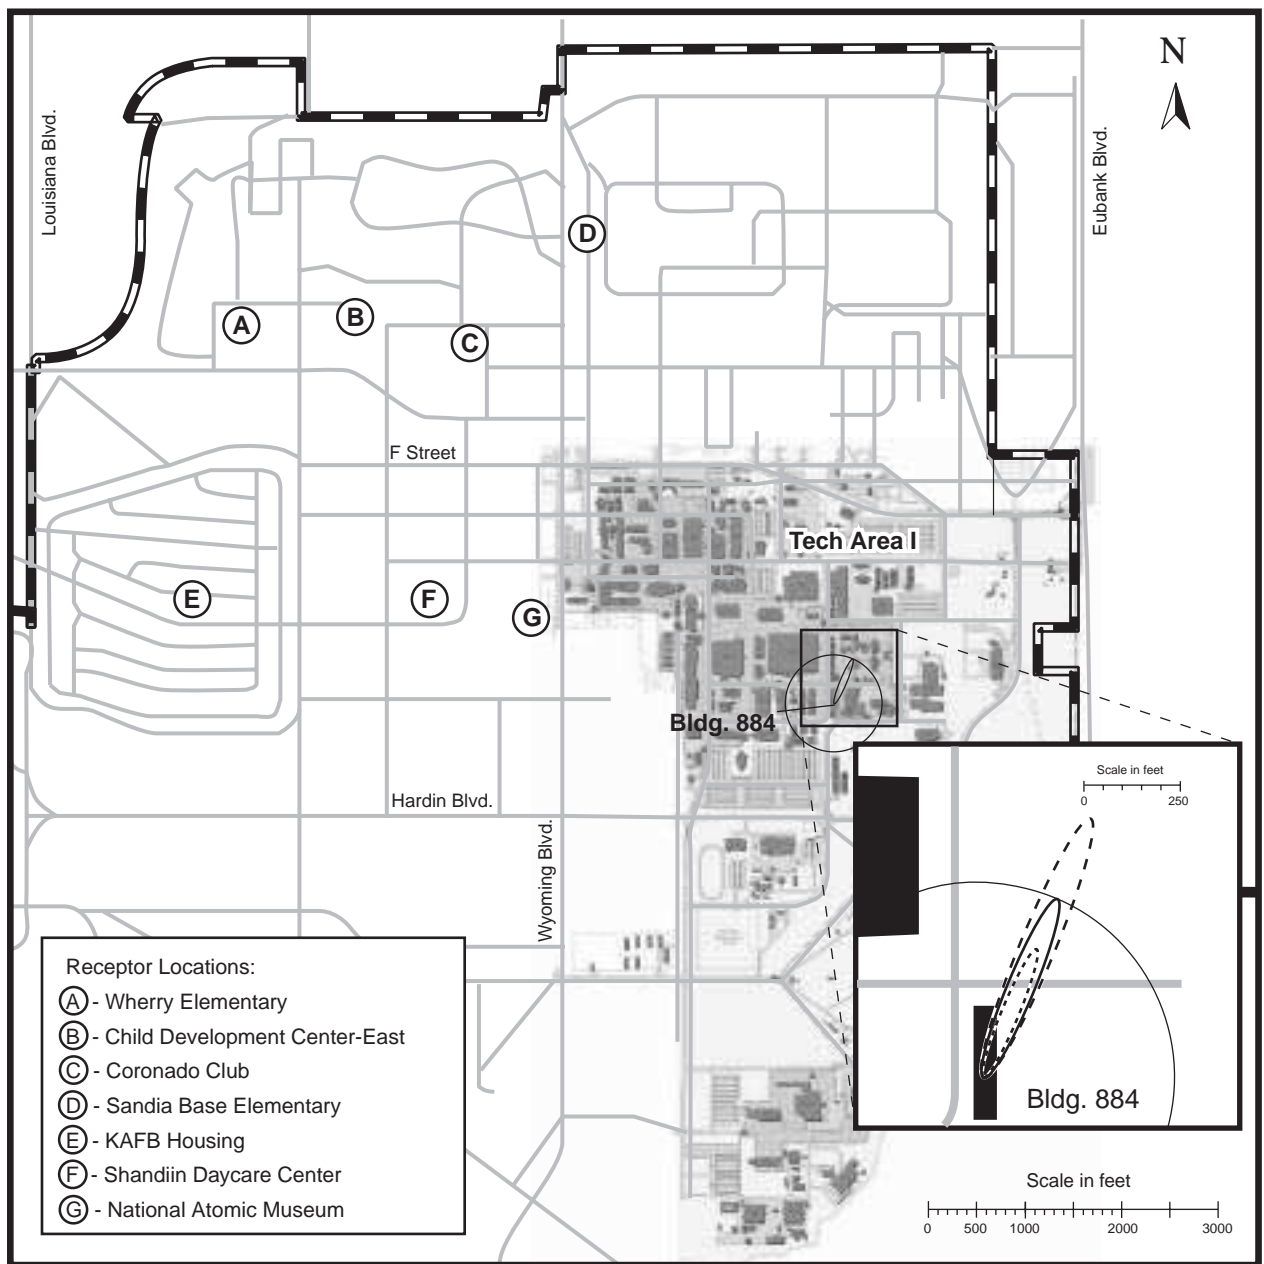 N
Louisiana Blvd.
Eubank Blvd.
D
A
B
C
F Street
Tech Area I
E
F
G
Bldg. 884
Hardin Blvd.
Wyoming Blvd.
Scale in feet
0 250
Bldg. 884
Receptor Locations:
A - Wherry Elementary
B - Child Development Center-East
C - Coronado Club
D - Sandia Base Elementary
E - KAFB Housing
F - Shandiin Daycare Center
G - National Atomic Museum
Scale in feet
0 500 1000 2000 3000